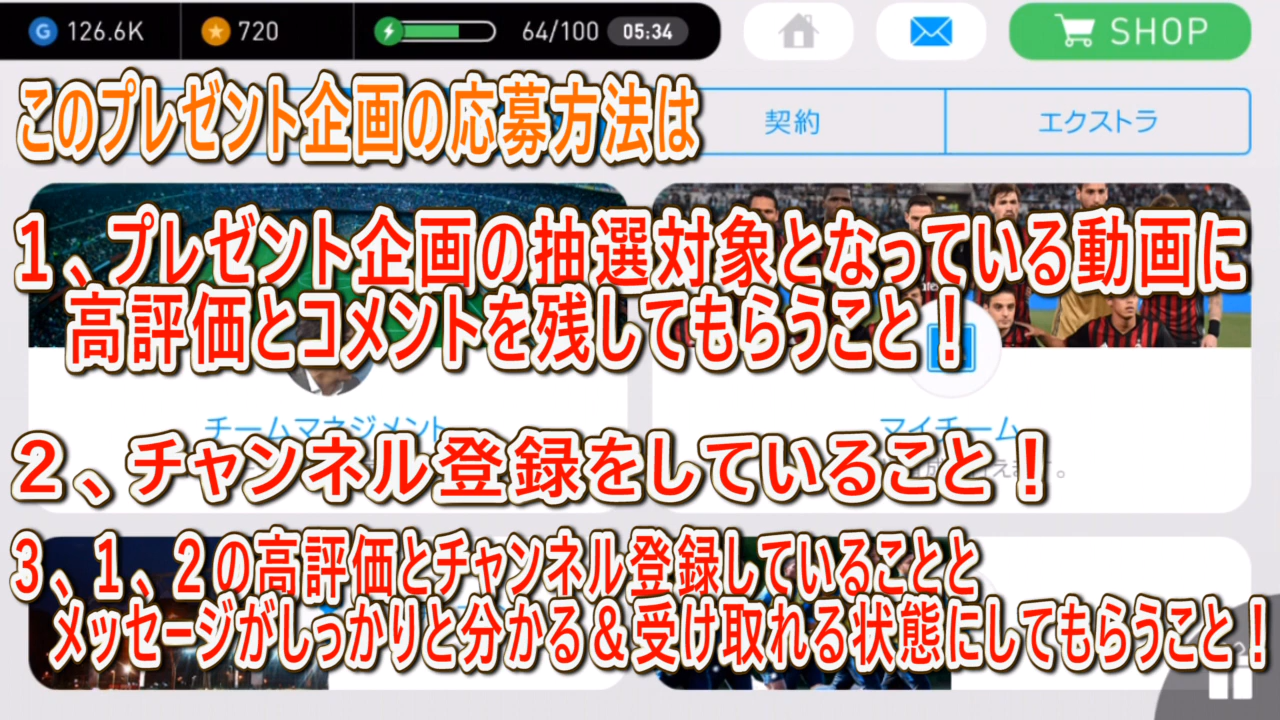 G 126.6K 720 64/100 05:34 SHOP
このプレゼント企画の応募方法は
契約 エクストラ
１、プレゼント企画の抽選対象となっている動画に
高評価とコメントを残してもらうこと！
チームマネジメント マイチーム
２、チャンネル登録をしていること！
３、１、２の高評価とチャンネル登録していることと
メッセージがしっかりと分かる＆受け取れる状態にしてもらうこと！